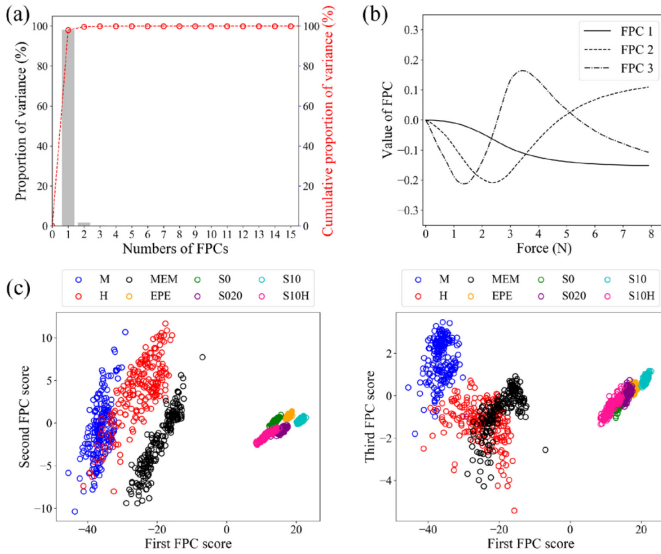 (a)
Proportion of variance (%)
100
80
60
40
20
0
100
80
60
40
20
0
Cumulative proportion of variance (%)
0 1 2 3 4 5 6 7 8 9 10 11 12 13 14 15
Numbers of FPCs
(b)
Value of FPC
0.3
0.2
0.1
0.0
-0.1
-0.2
-0.3
FPC 1
FPC 2
FPC 3
0 1 2 3 4 5 6 7 8 9
Force (N)
(c)
M MEM S0 S10
H EPE S020 S10H
Second FPC score
10
5
0
−5
−10
−40 −20 0 20
First FPC score
M MEM S0 S10
H EPE S020 S10H
Third FPC score
2
0
−2
−4
−40 −20 0 20
First FPC score